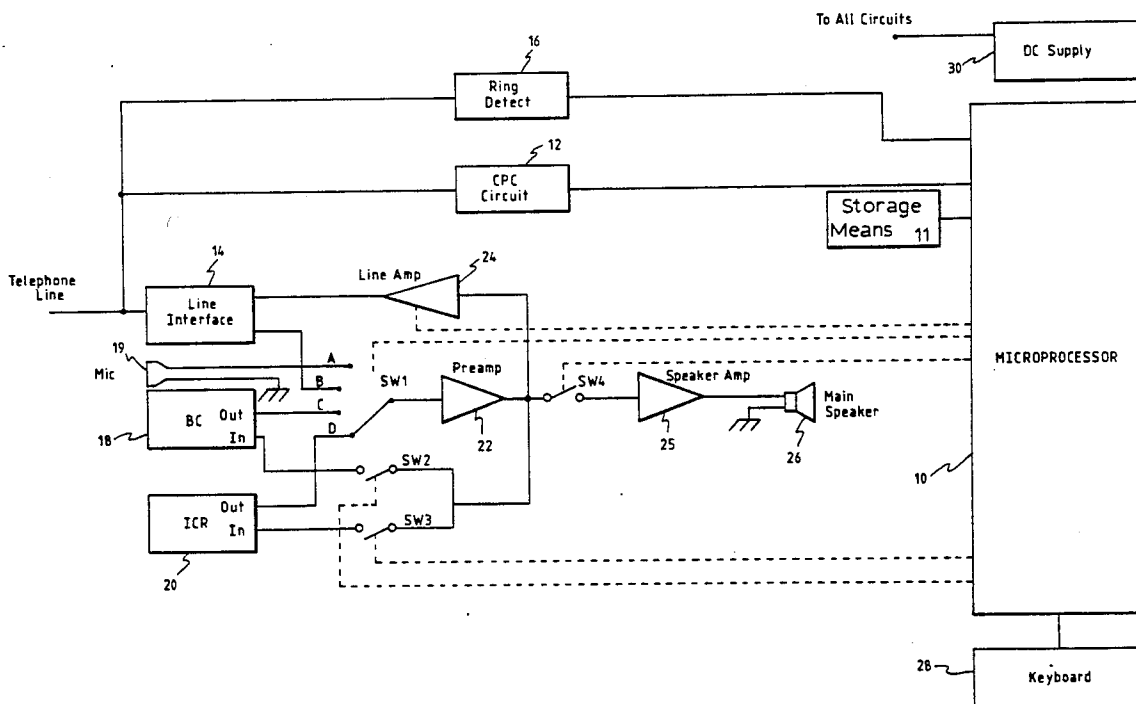 To All Circuits
30
DC Supply
16
Ring
Detect
12
CPC
Circuit
Storage
Means 11
14
24
Telephone
Line
Line Amp
Line
Interface
19
Mic
A
B
C
D
SW1
Preamp
22
SW4
Speaker Amp
25
Main
Speaker
26
MICROPROCESSOR
10
BC
Out
In
18
SW2
SW3
ICR
Out
In
20
28
Keyboard